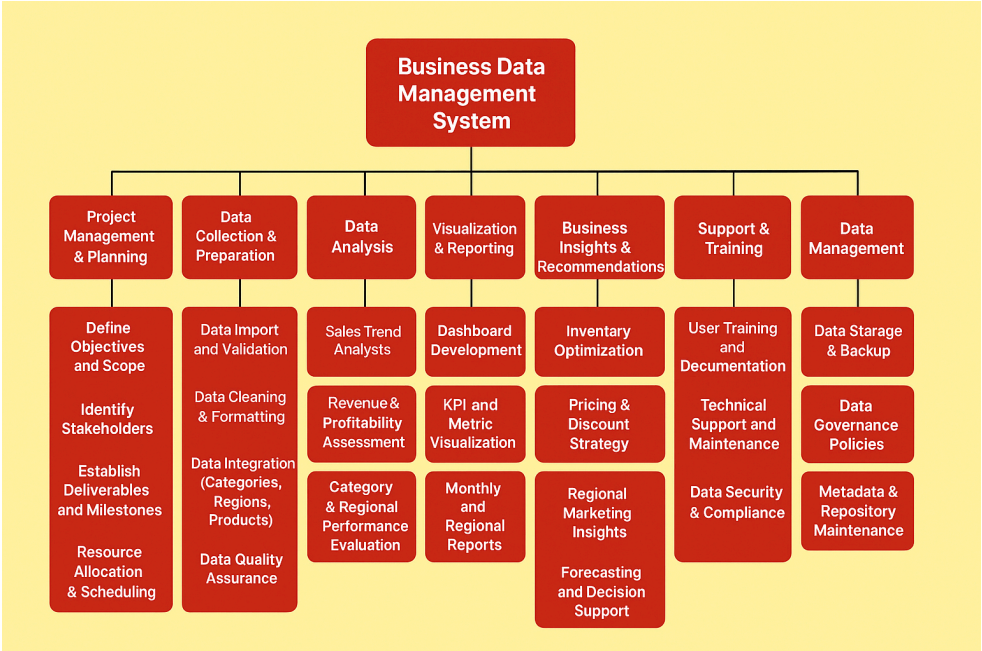 Business Data
Management
System
Project
Management
& Planning
Data
Collection &
Preparation
Data
Analysis
Visualization
& Reporting
Business
Insights &
Recommendations
Support &
Training
Data
Management
Define
Objectives
and Scope
Identify
Stakeholders
Establish
Deliverables
and Milestones
Resource
Allocation
& Scheduling
Data Import
and Validation
Data Cleaning
& Formatting
Data Integration
(Categories,
Regions,
Products)
Data Quality
Assurance
Sales Trend
Analysts
Revenue &
Profitability
Assessment
Category
& Regional
Performance
Evaluation
Dashboard
Development
KPI and
Metric
Visualization
Monthly
and
Regional
Reports
Inventory
Optimization
Pricing &
Discount
Strategy
Regional
Marketing
Insights
Forecasting
and Decision
Support
User Training
and
Decumentation
Technical
Support and
Maintenance
Data Security
& Compliance
Data Starage
& Backup
Data
Governance
Policies
Metadata &
Repository
Maintenance